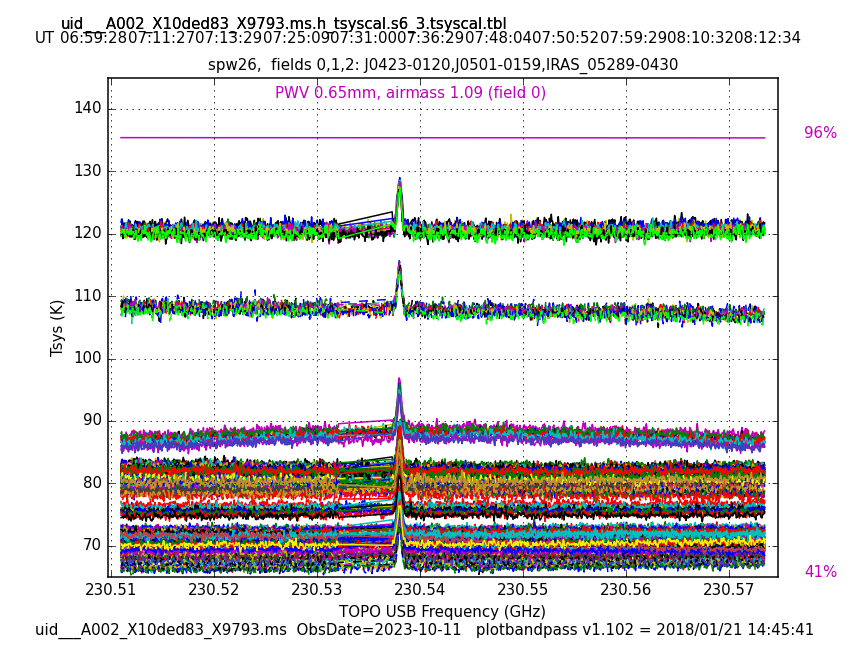 uid___A002_X10ded83_X9793.ms.h_tsyscal.s6_3.tsyscal.tbl
UT 06:59:28 07:11:27 07:13:29 07:25:09 07:31:00 07:36:29 07:48:04 07:50:52 07:59:29 08:10:32 08:12:34
spw26,  fields 0,1,2: J0423-0120,J0501-0159,IRAS_05289-0430
PWV 0.65mm, airmass 1.09 (field 0)
140
96%
130
120
110
Tsys (K)
100
90
80
70
41%
230.51 230.52 230.53 230.54 230.55 230.56 230.57
TOPO USB Frequency (GHz)
uid___A002_X10ded83_X9793.ms  ObsDate=2023-10-11   plotbandpass v1.102 = 2018/01/21 14:45:41